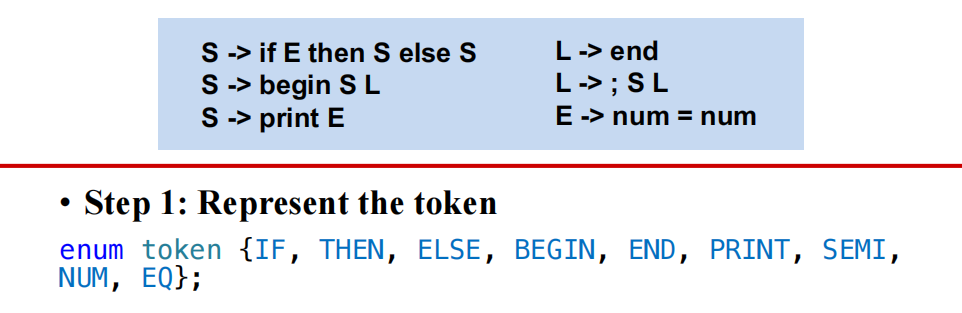 S -> if E then S else S
S -> begin S L
S -> print E
L -> end
L -> ; S L
E -> num = num
• Step 1: Represent the token
enum token {IF, THEN, ELSE, BEGIN, END, PRINT, SEMI,
NUM, EQ};